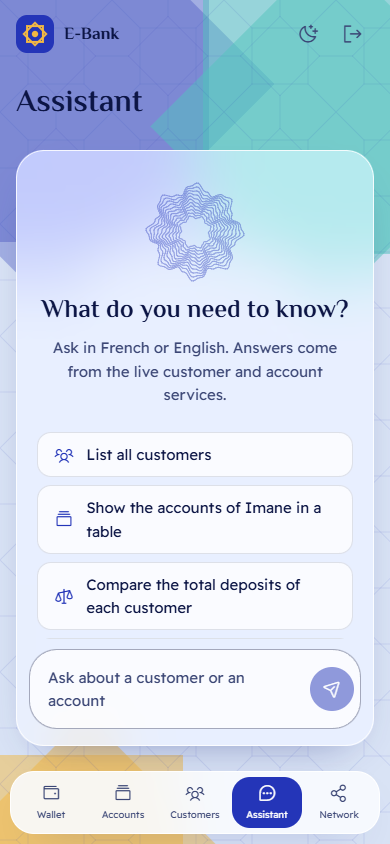 E-Bank
Assistant
What do you need to know?
Ask in French or English. Answers come
from the live customer and account
services.
List all customers
Show the accounts of Imane in a
table
Compare the total deposits of
each customer
Ask about a customer or an
account
Wallet
Accounts
Customers
Assistant
Network